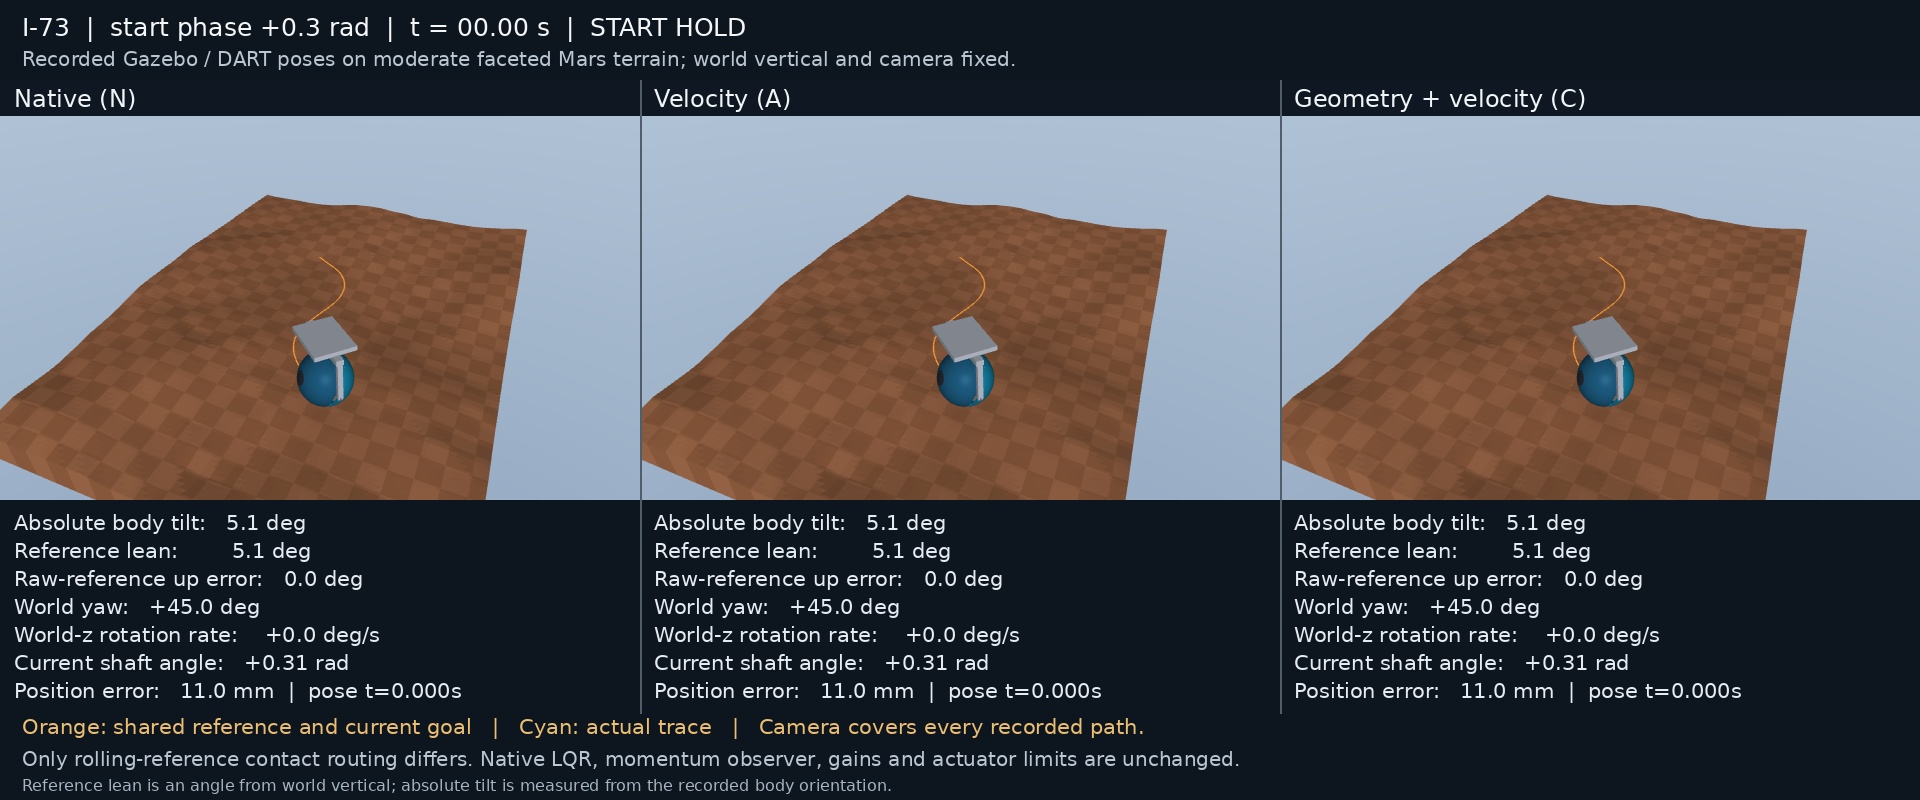 I-73 | start phase +0.3 rad | t = 00.00 s | START HOLD
Recorded Gazebo / DART poses on moderate faceted Mars terrain; world vertical and camera fixed.
Native (N)
Absolute body tilt: 5.1 deg
Reference lean: 5.1 deg
Raw-reference up error: 0.0 deg
World yaw: +45.0 deg
World-z rotation rate: +0.0 deg/s
Current shaft angle: +0.31 rad
Position error: 11.0 mm | pose t=0.000s
Velocity (A)
Absolute body tilt: 5.1 deg
Reference lean: 5.1 deg
Raw-reference up error: 0.0 deg
World yaw: +45.0 deg
World-z rotation rate: +0.0 deg/s
Current shaft angle: +0.31 rad
Position error: 11.0 mm | pose t=0.000s
Geometry + velocity (C)
Absolute body tilt: 5.1 deg
Reference lean: 5.1 deg
Raw-reference up error: 0.0 deg
World yaw: +45.0 deg
World-z rotation rate: +0.0 deg/s
Current shaft angle: +0.31 rad
Position error: 11.0 mm | pose t=0.000s
Orange: shared reference and current goal | Cyan: actual trace | Camera covers every recorded path.
Only rolling-reference contact routing differs. Native LQR, momentum observer, gains and actuator limits are unchanged.
Reference lean is an angle from world vertical; absolute tilt is measured from the recorded body orientation.